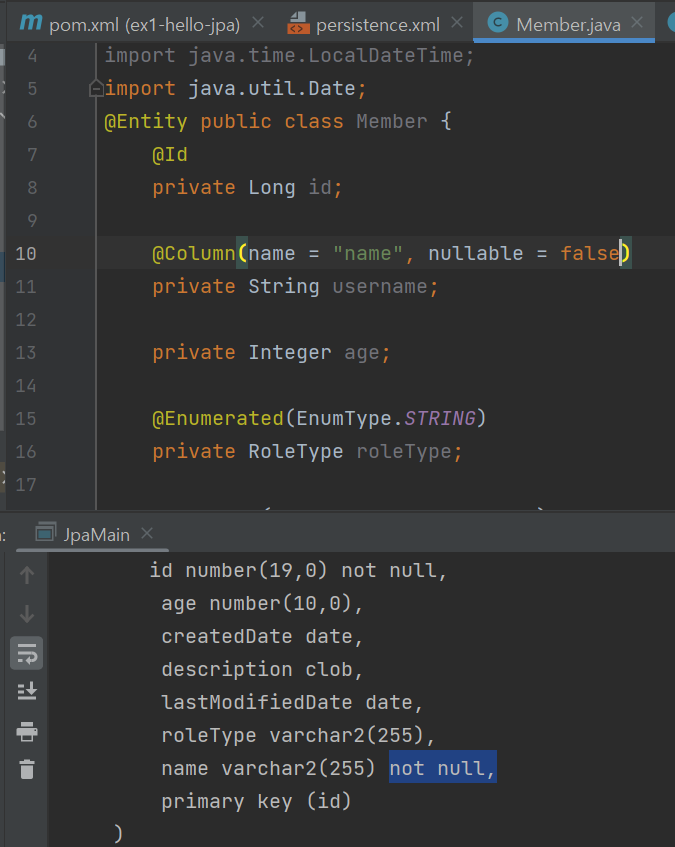 pom.xml (ex1-hello-jpa)
persistence.xml
Member.java
4 import java.time.LocalDateTime;
5 import java.util.Date;
6 @Entity public class Member {
7 @Id
8 private Long id;
9
10 @Column(name = "name", nullable = false)
11 private String username;
12
13 private Integer age;
14
15 @Enumerated(EnumType.STRING)
16 private RoleType roleType;
17
JpaMain
id number(19,0) not null,
age number(10,0),
createdDate date,
description clob,
lastModifiedDate date,
roleType varchar2(255),
name varchar2(255) not null,
primary key (id)
)